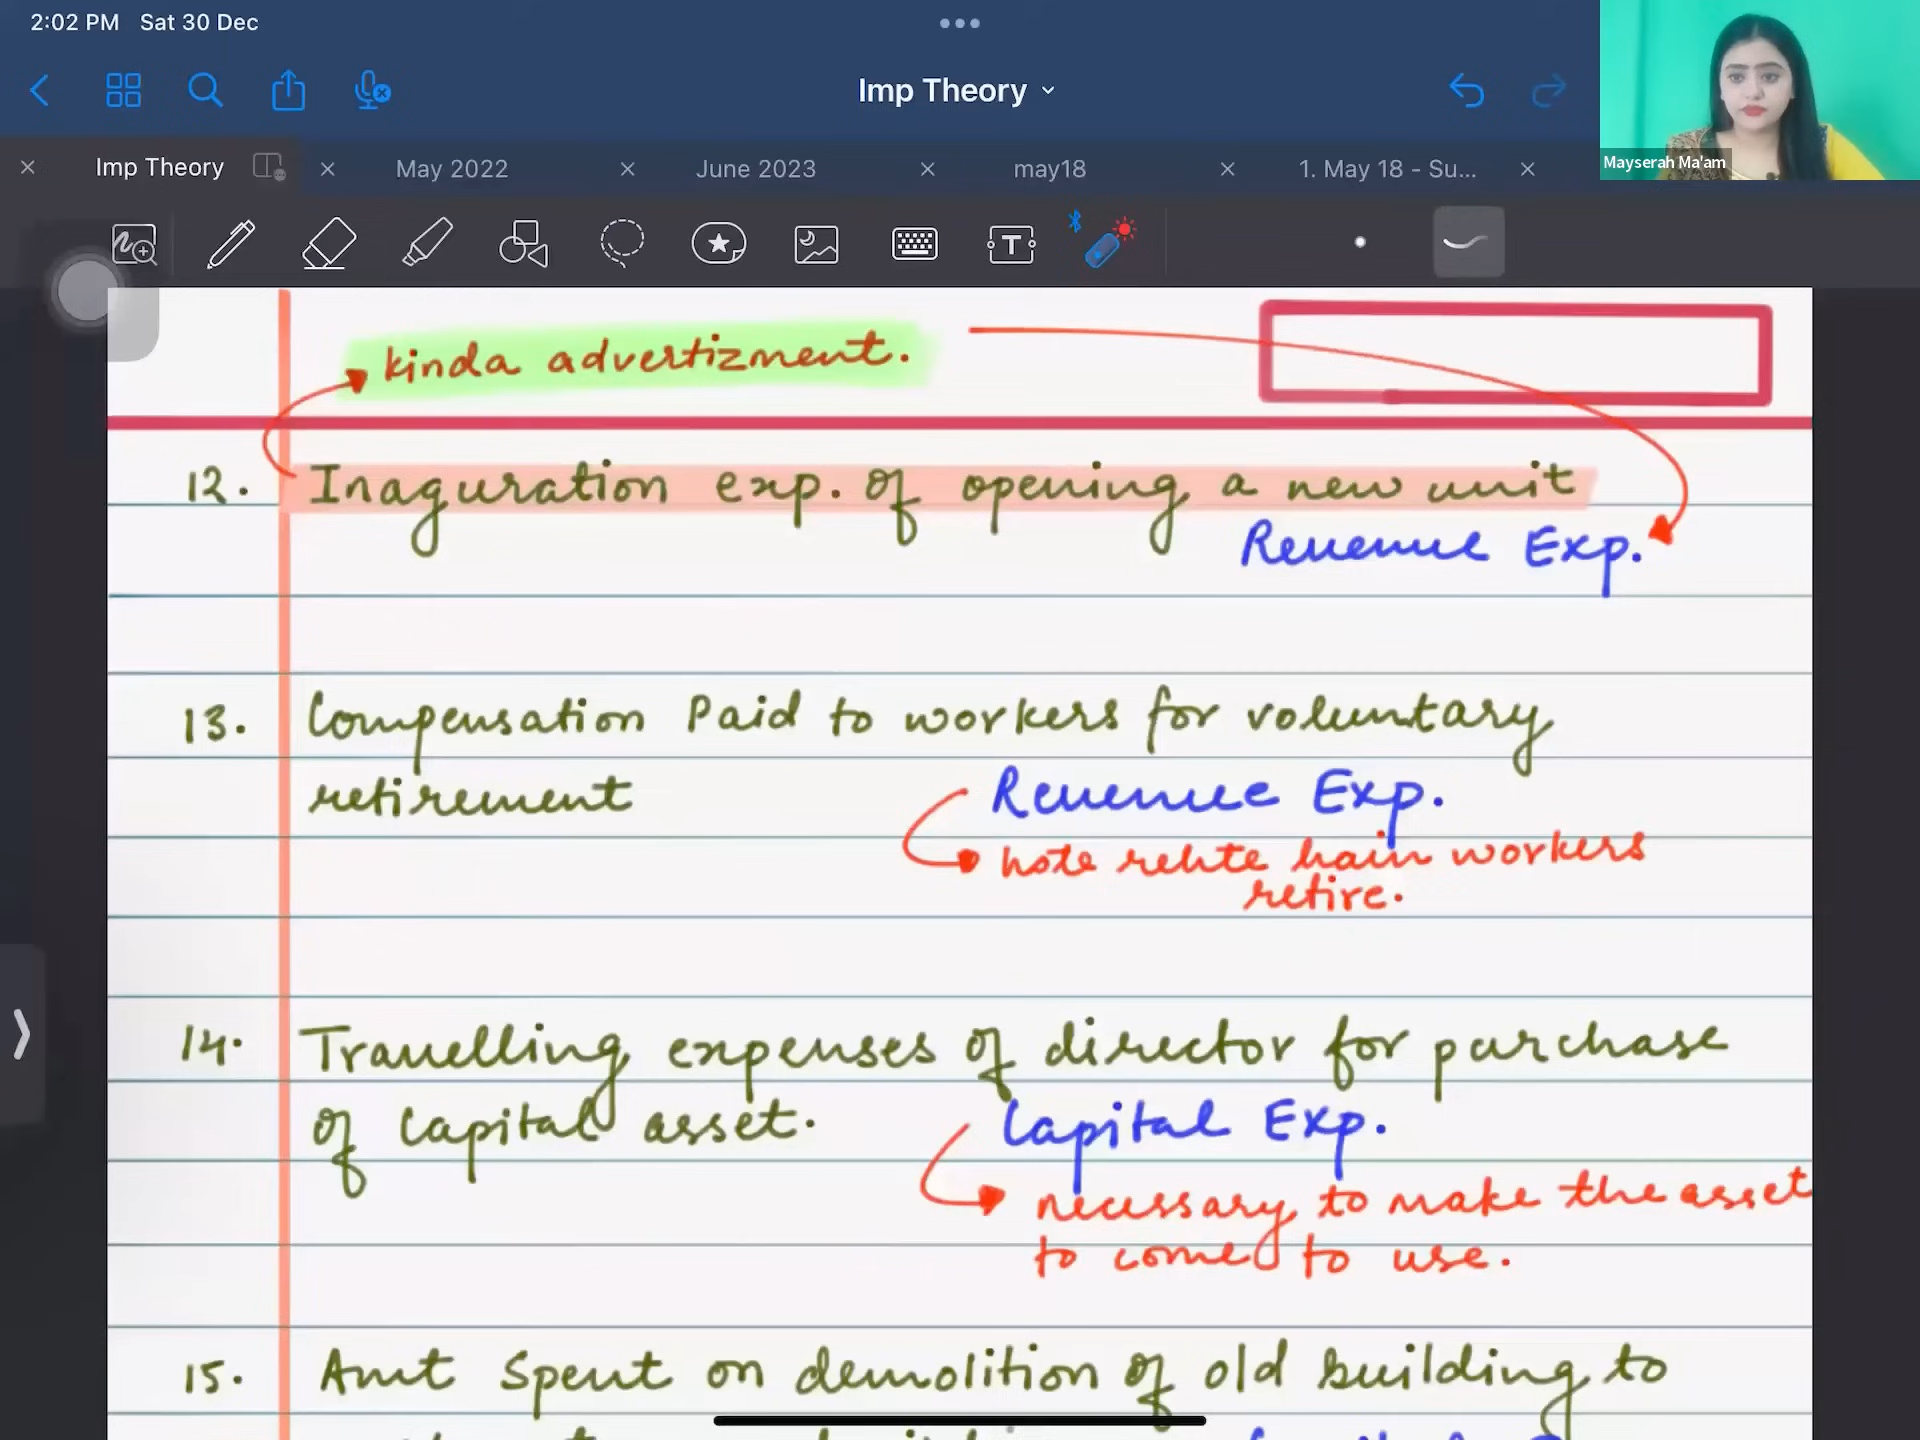 2:02 PM Sat 30 Dec
Imp Theory
Imp Theory
May 2022
June 2023
may18
1. May 18 - Su...
Mayserah Ma'am
T
kinda advertizment.
12. Inaguration exp. of opening a new unit
Revenue Exp.
13. Compensation Paid to workers for voluntary
retirement Revenue Exp.
hote rehte hain workers
retire.
14. Travelling expenses of director for purchase
of Capital asset. Capital Exp.
necessary to make the asset
to come to use.
15. Amt Spent on demolition of old building to